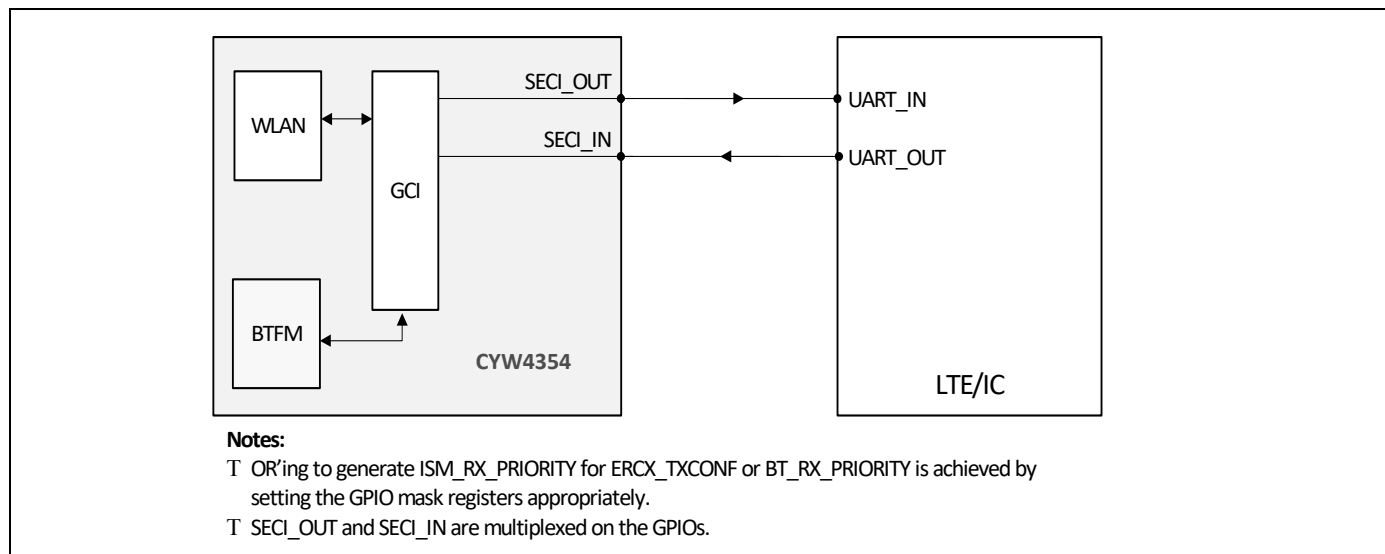 SECI_OUT
UART_IN
WLAN
SECI_IN
UART_OUT
GCI
BTFM
CYW4354
LTE/IC
Notes:
T OR'ing to generate ISM_RX_PRIORITY for ERCX_TXCONF or BT_RX_PRIORITY is achieved by
setting the GPIO mask registers appropriately.
T SECI_OUT and SECI_IN are multiplexed on the GPIOs.